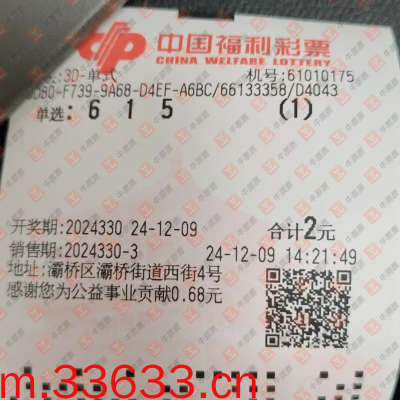 中国福利彩票
CHINA WELFARE LOTTERY
3D-单式 机号:61010175
-F739-9A68-D4EF-A6BC/66133358/D4043
单选: 6 1 5 (1)
开奖期:2024330 24-12-09 合计2元
销售期:2024330-3 24-12-09 14:21:49
地址:灞桥区灞桥街道西街4号
感谢您为公益事业贡献0.68元
m.33633.cn